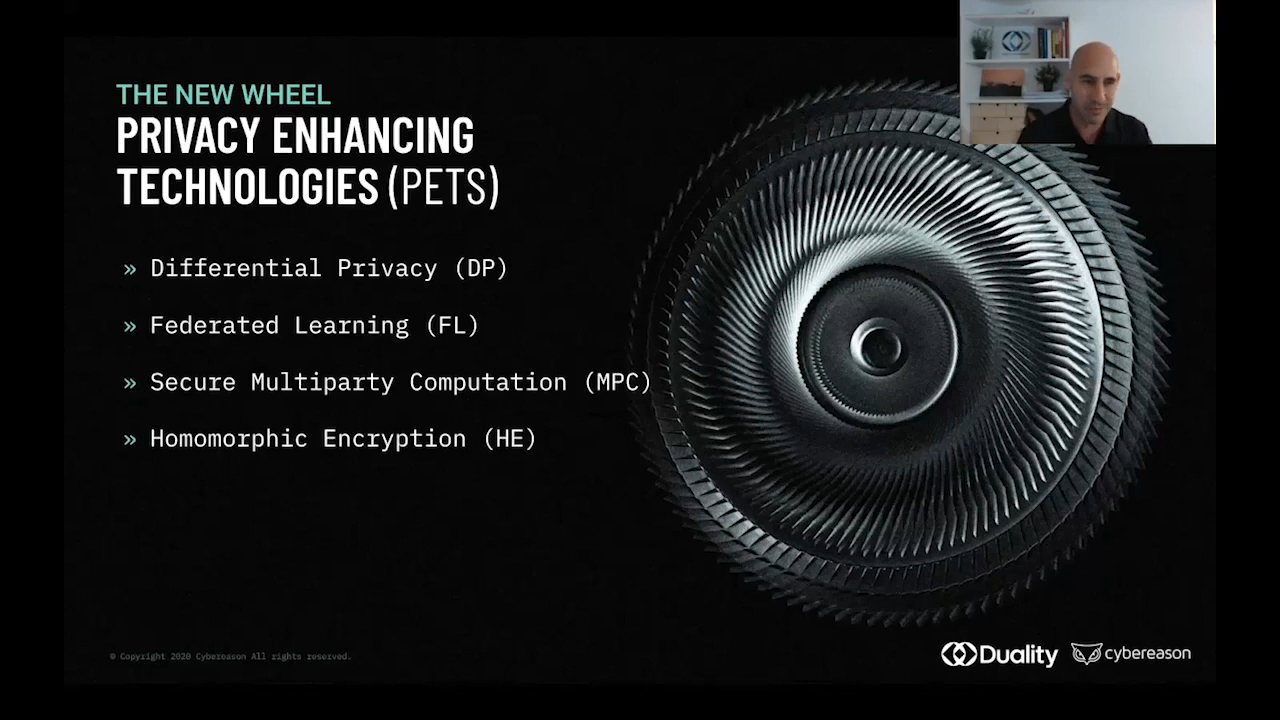 THE NEW WHEEL
PRIVACY ENHANCING
TECHNOLOGIES (PETS)
» Differential Privacy (DP)
» Federated Learning (FL)
» Secure Multiparty Computation (MPC)
» Homomorphic Encryption (HE)
© Copyright 2020 Cybereason All rights reserved.
Duality
cybereason